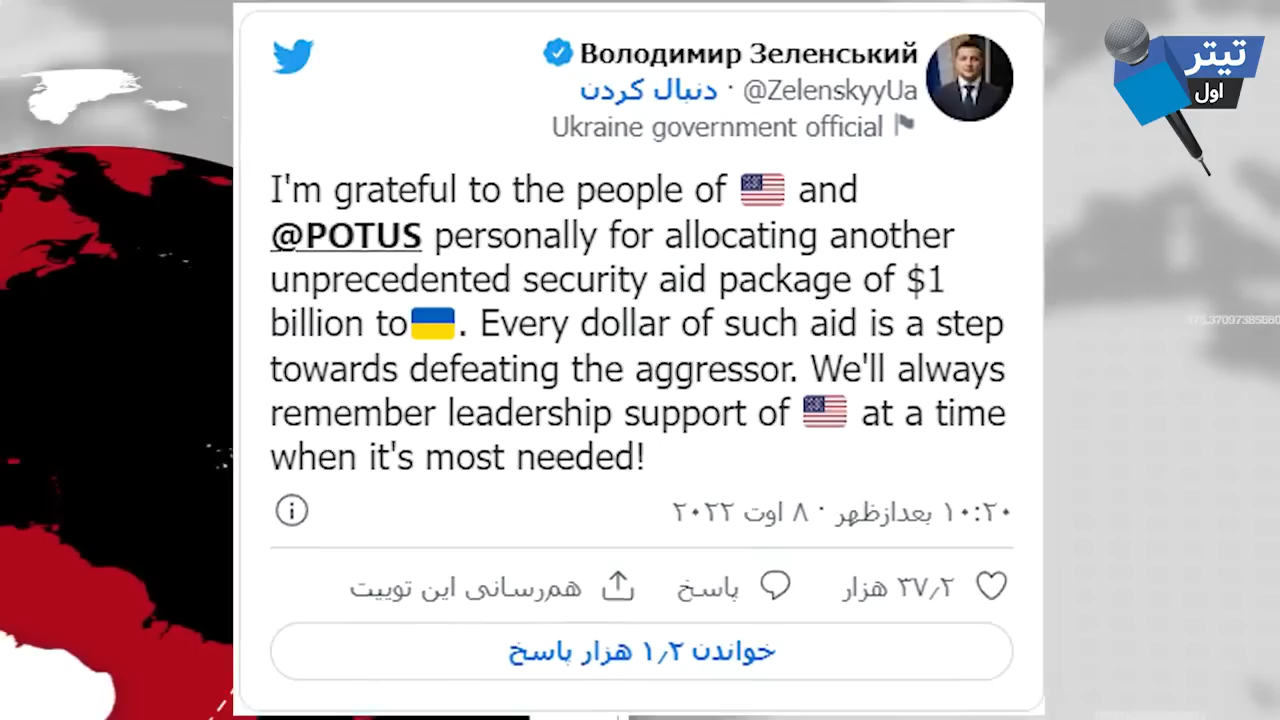 Володимир Зеленський
@ZelenskyyUa · دنبال کردن
Ukraine government official
I'm grateful to the people of 🇺🇸 and
@POTUS personally for allocating another
unprecedented security aid package of $1
billion to🇺🇦. Every dollar of such aid is a step
towards defeating the aggressor. We'll always
remember leadership support of 🇺🇸 at a time
when it's most needed!
۱۰:۲۰ بعدازظهر · ۸ اوت ۲۰۲۲
۳۷٫۲ هزار پاسخ هم‌رسانی این توییت
خواندن ۱٫۲ هزار پاسخ
تیتر
اول